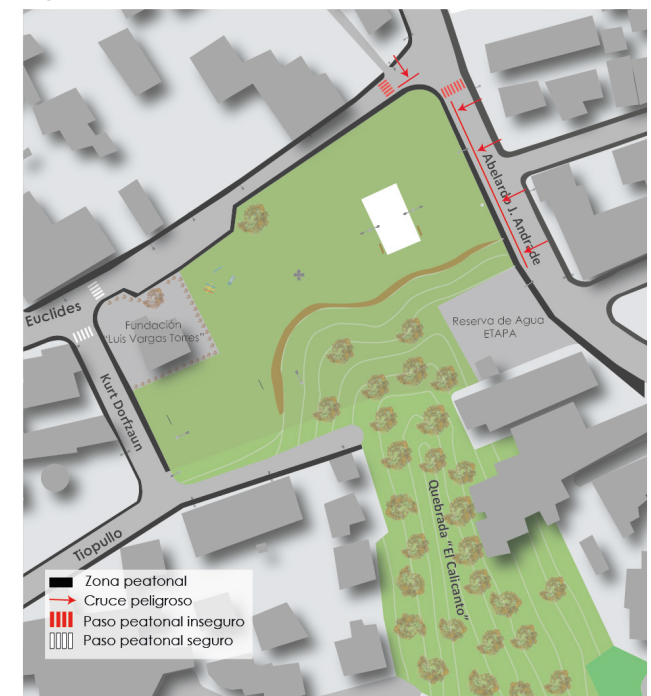 Abelardo J. Andrade
Euclides
Fundación
"Luis Vargas Torres"
Reserva de Agua
ETAPA
Kurt Dorfzaun
Quebrada "El Calicanto"
Tiopullo
Zona peatonal
Cruce peligroso
Paso peatonal inseguro
Paso peatonal seguro